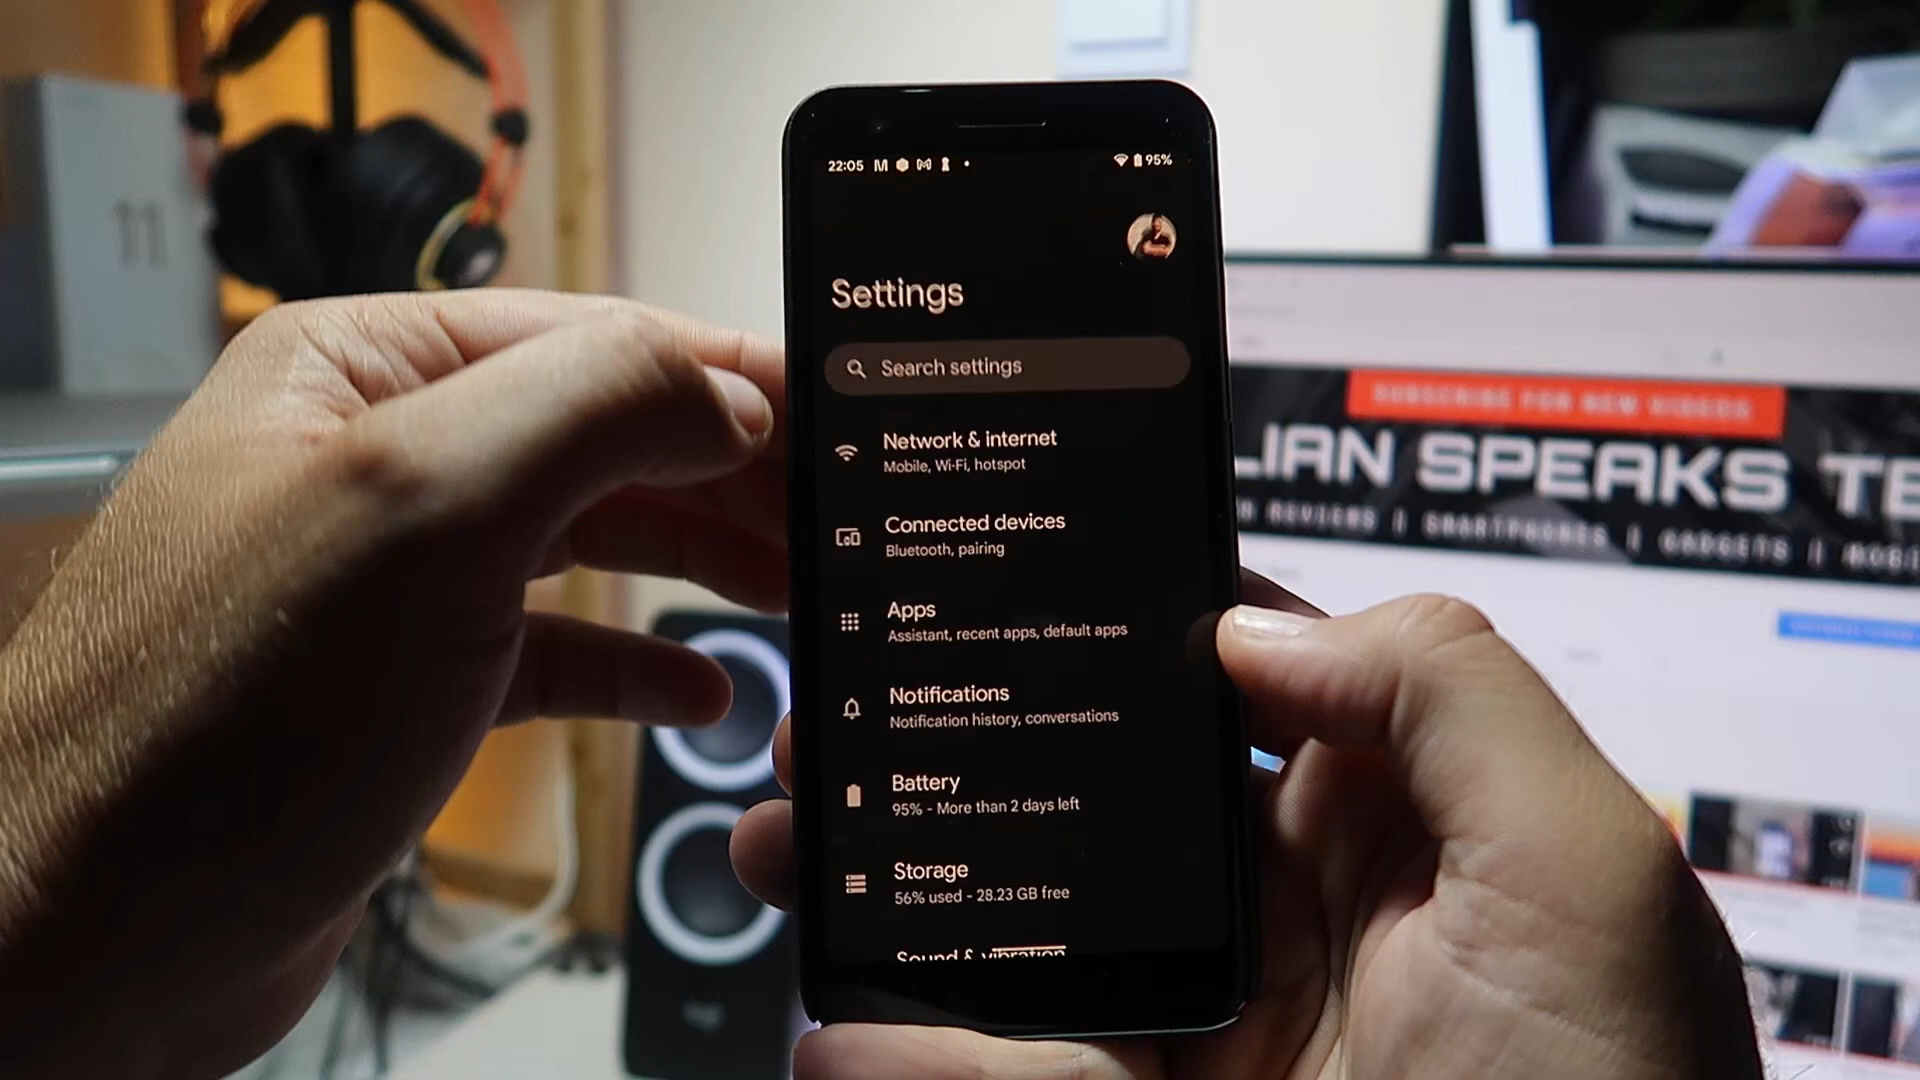 11
22:05 95%
Settings
Search settings
Network & internet
Mobile, Wi-Fi, hotspot
Connected devices
Bluetooth, pairing
Apps
Assistant, recent apps, default apps
Notifications
Notification history, conversations
Battery
95% - More than 2 days left
Storage
56% used - 28.23 GB free
Sound & vibration
SUBSCRIBE FOR NEW VIDEOS
LIAN SPEAKS TE
REVIEWS | SMARTPHONES | GADGETS | MOBI